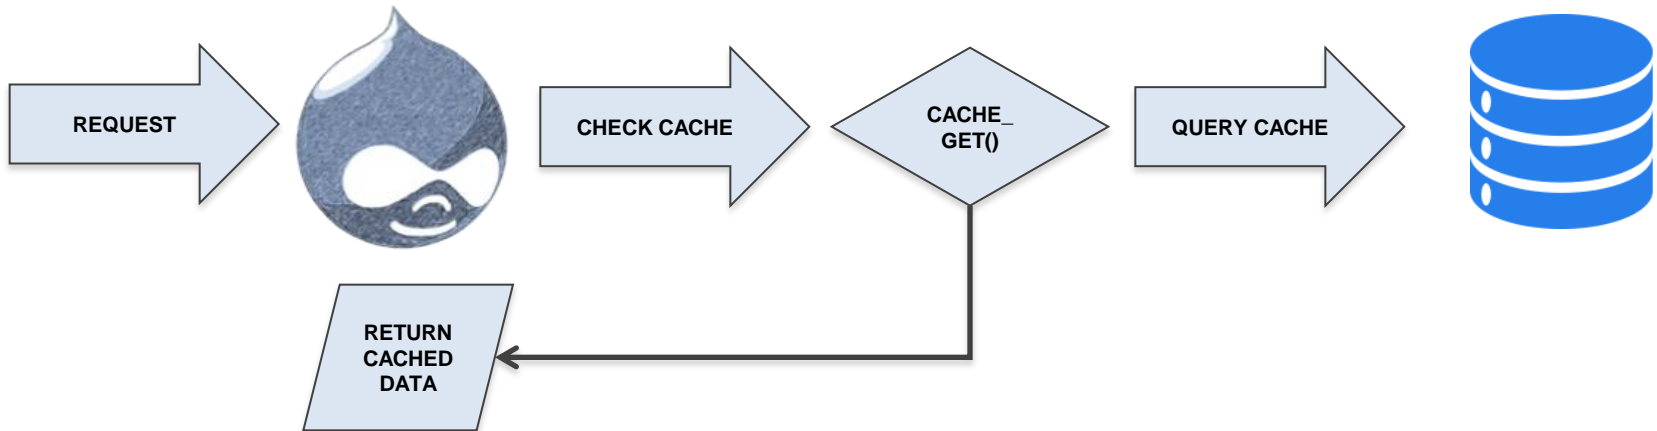 REQUEST
CHECK CACHE
CACHE_
GET()
QUERY CACHE
RETURN
CACHED
DATA